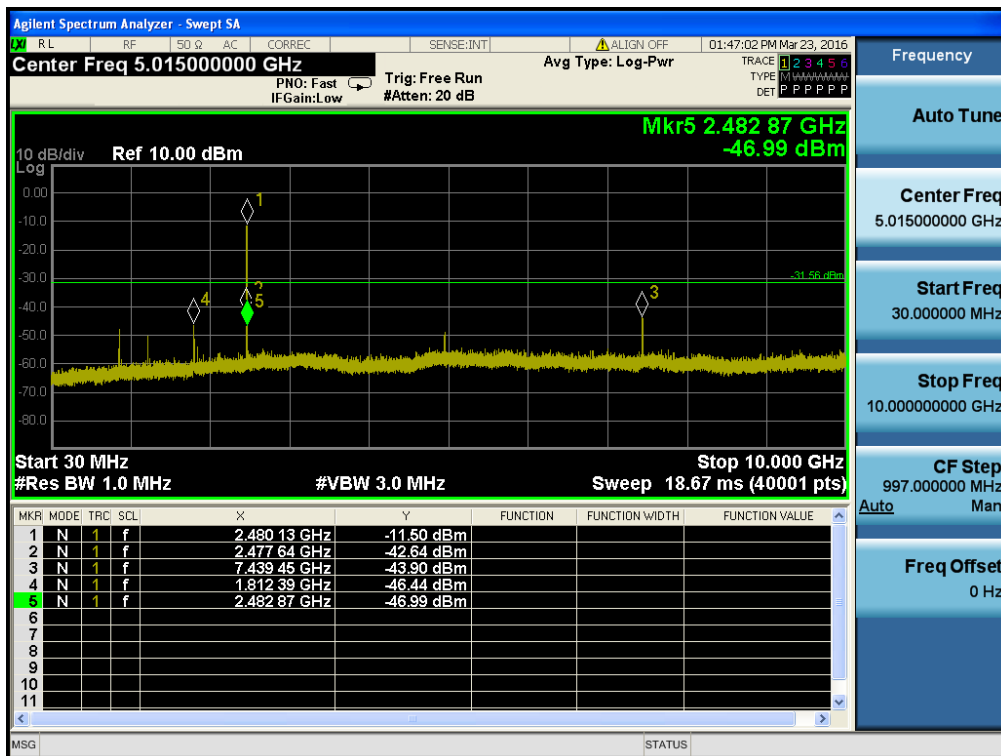 Agilent Spectrum Analyzer - Swept SA
LXI RL RF 50 Ω AC CORREC SENSE:INT ALIGN OFF 01:47:02 PM Mar 23, 2016
Center Freq 5.015000000 GHz
PNO: Fast
IFGain:Low
Trig: Free Run
#Atten: 20 dB
Avg Type: Log-Pwr
TRACE 1 2 3 4 5 6
TYPE M WWWWW
DET P P P P P P
Mkr5 2.482 87 GHz
-46.99 dBm
10 dB/div Ref 10.00 dBm
Log
0.00
-10.0
-20.0
-30.0
-40.0
-50.0
-60.0
-70.0
-80.0
1
-31.56 dBm
4
5
3
Start 30 MHz Stop 10.000 GHz
#Res BW 1.0 MHz #VBW 3.0 MHz Sweep 18.67 ms (40001 pts)
MKR MODE TRC SCL X Y FUNCTION FUNCTION WIDTH FUNCTION VALUE
1 N 1 f 2.480 13 GHz -11.50 dBm
2 N 1 f 2.477 64 GHz -42.64 dBm
3 N 1 f 7.439 45 GHz -43.90 dBm
4 N 1 f 1.812 39 GHz -46.44 dBm
5 N 1 f 2.482 87 GHz -46.99 dBm
6
7
8
9
10
11
MSG STATUS
Frequency
Auto Tune
Center Freq
5.015000000 GHz
Start Freq
30.000000 MHz
Stop Freq
10.000000000 GHz
CF Step
997.000000 MHz
Auto Man
Freq Offset
0 Hz